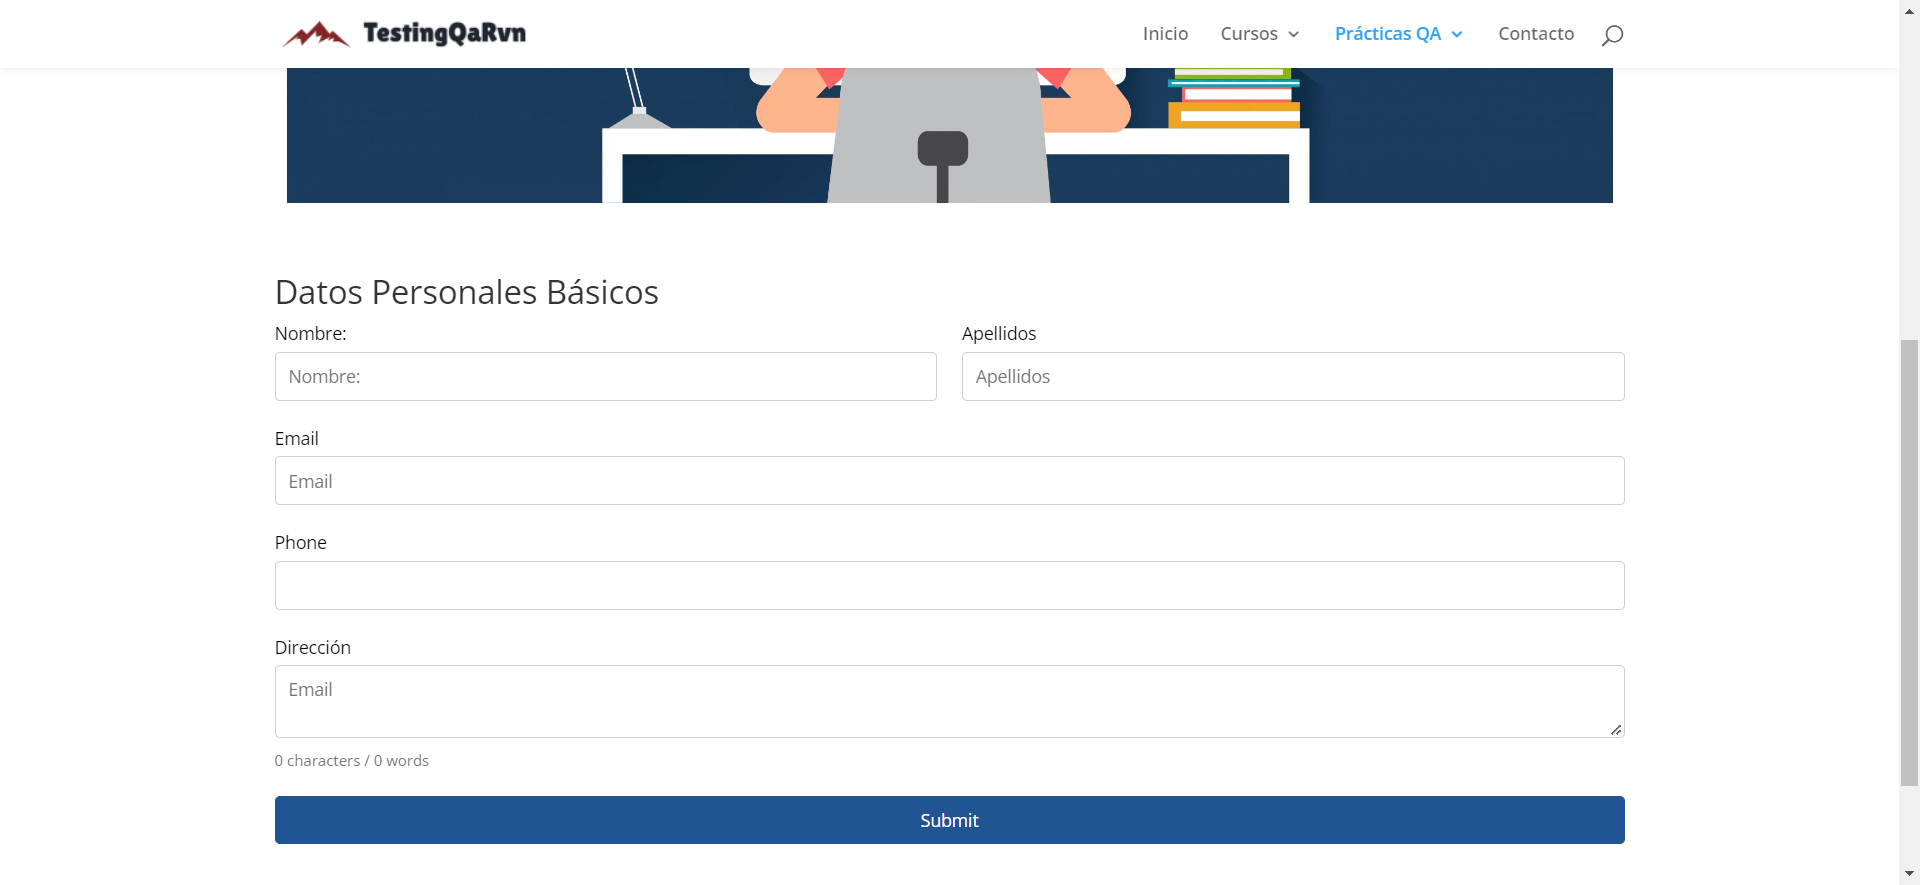 TestingQaRvn
Inicio Cursos Prácticas QA Contacto
Datos Personales Básicos
Nombre: Apellidos
Nombre: Apellidos
Email
Email
Phone
Dirección
Email
0 characters / 0 words
Submit